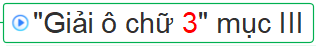 "Giải ô chữ 3" mục III